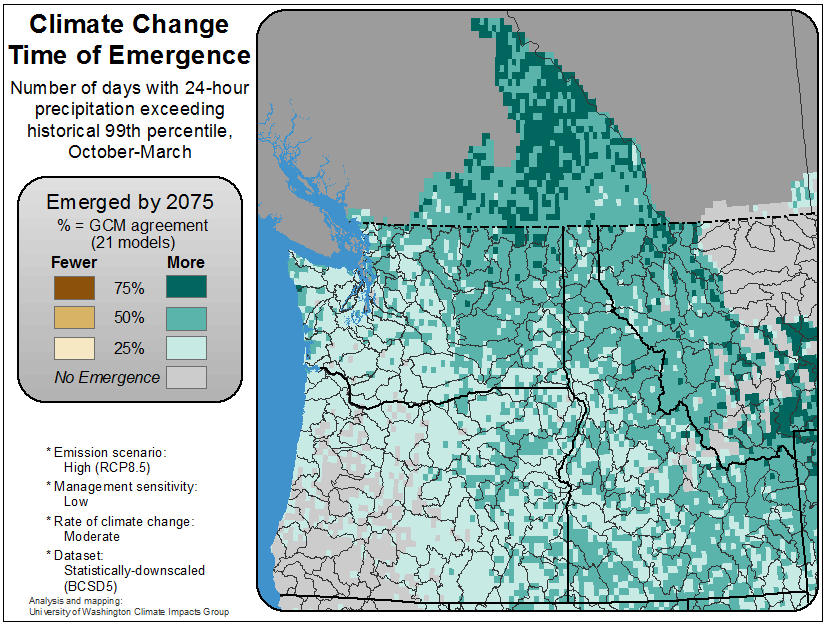 Climate Change
Time of Emergence
Number of days with 24-hour
precipitation exceeding
historical 99th percentile,
October-March
Emerged by 2075
% = GCM agreement
(21 models)
Fewer More
75%
50%
25%
No Emergence
* Emission scenario:
High (RCP8.5)
* Management sensitivity:
Low
* Rate of climate change:
Moderate
* Dataset:
Statistically-downscaled
(BCSD5)
Analysis and mapping:
University of Washington Climate Impacts Group